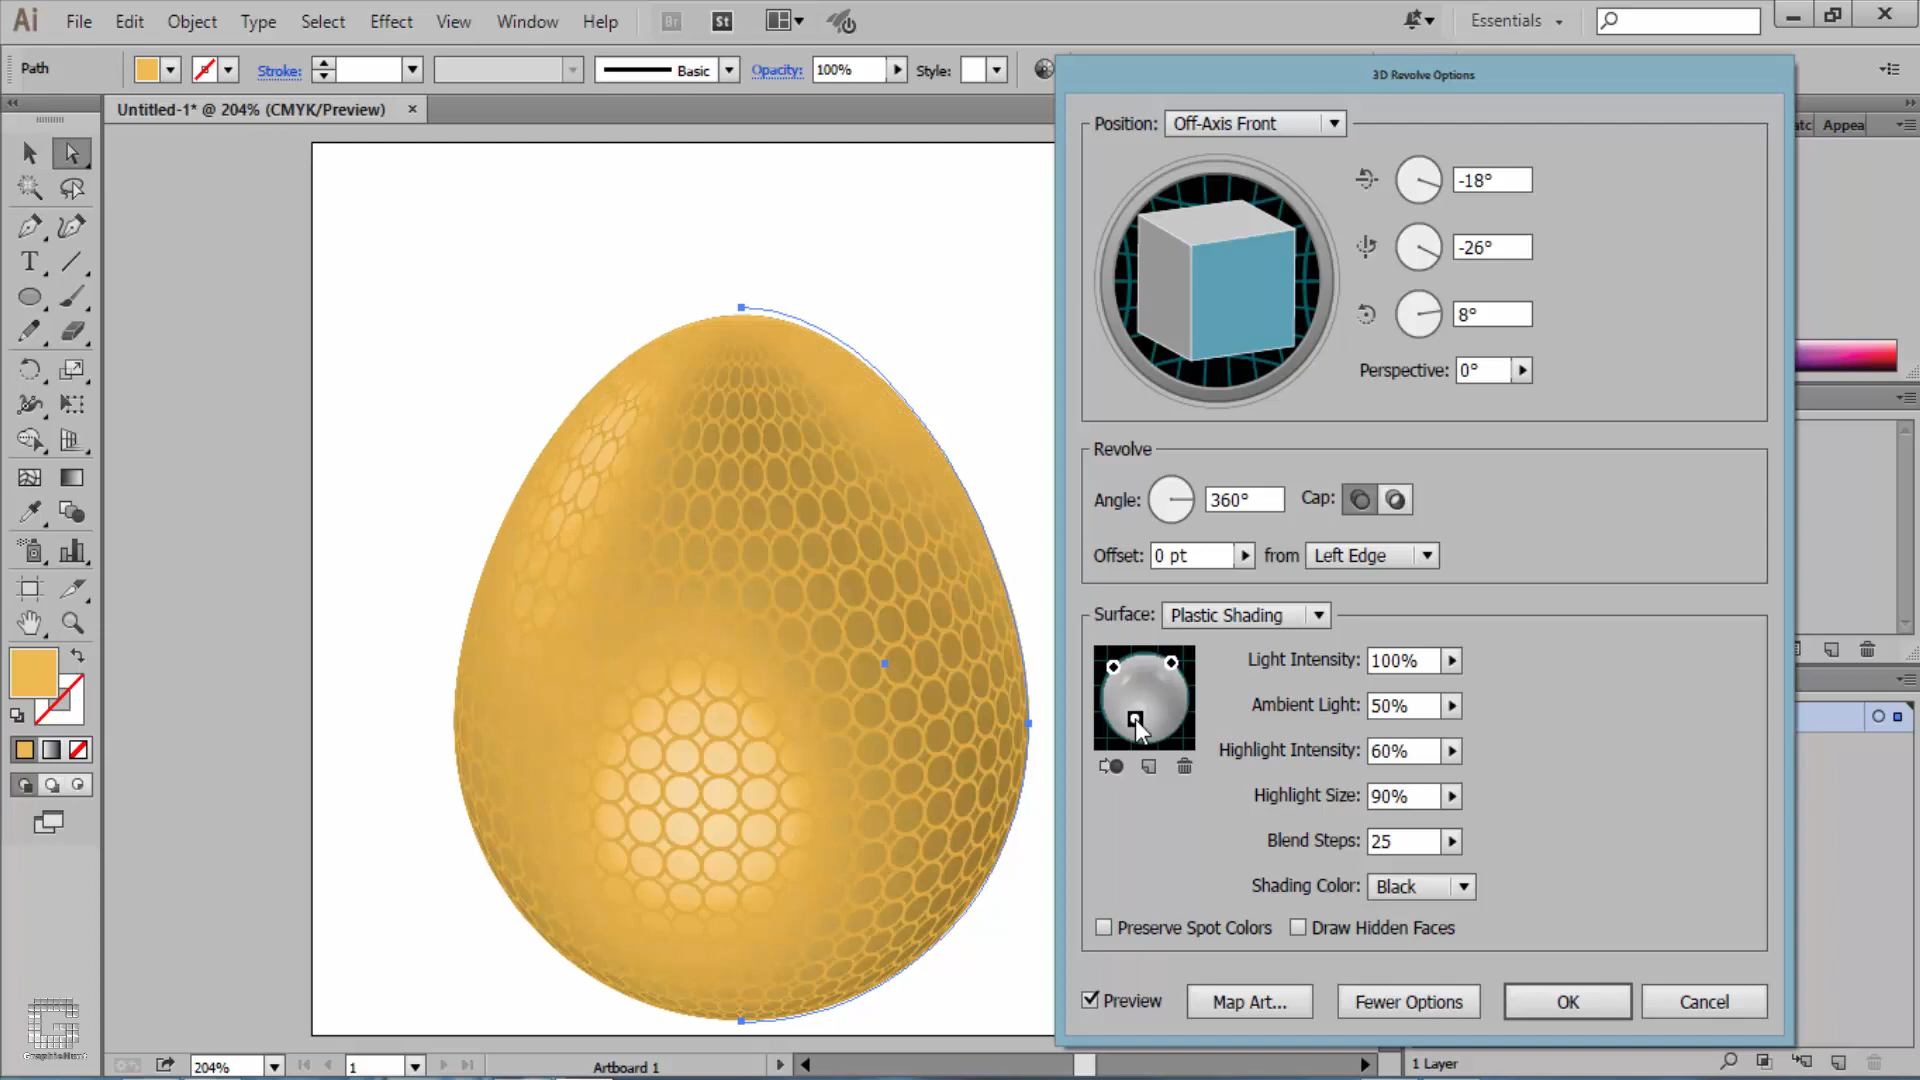 Ai File Edit Object Type Select Effect View Window Help Br St Essentials
Path Stroke: Basic Opacity: 100% Style:
3D Revolve Options
Untitled-1* @ 204% (CMYK/Preview) ×
Position: Off-Axis Front
Appea
-18°
-26°
8°
Perspective: 0°
Revolve
Angle: 360° Cap:
Offset: 0 pt from Left Edge
Surface: Plastic Shading
Light Intensity: 100%
Ambient Light: 50%
Highlight Intensity: 60%
Highlight Size: 90%
Blend Steps: 25
Shading Color: Black
Preserve Spot Colors Draw Hidden Faces
Preview Map Art... Fewer Options OK Cancel
GraphicHunt
204% 1 Artboard 1 1 Layer